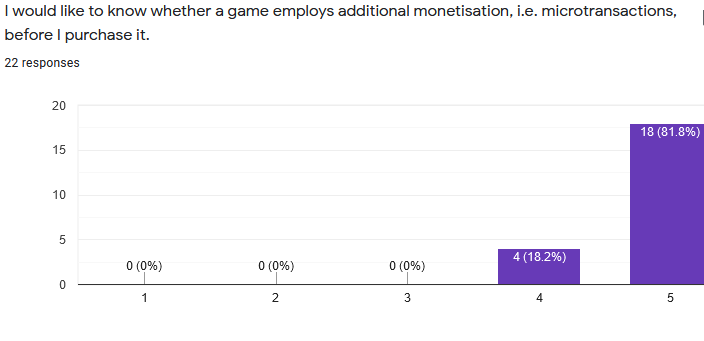 I would like to know whether a game employs additional monetisation, i.e. microtransactions,
before I purchase it.
22 responses
20
15
10
5
0
18 (81.8%)
4 (18.2%)
0 (0%) 0 (0%) 0 (0%)
1 2 3 4 5